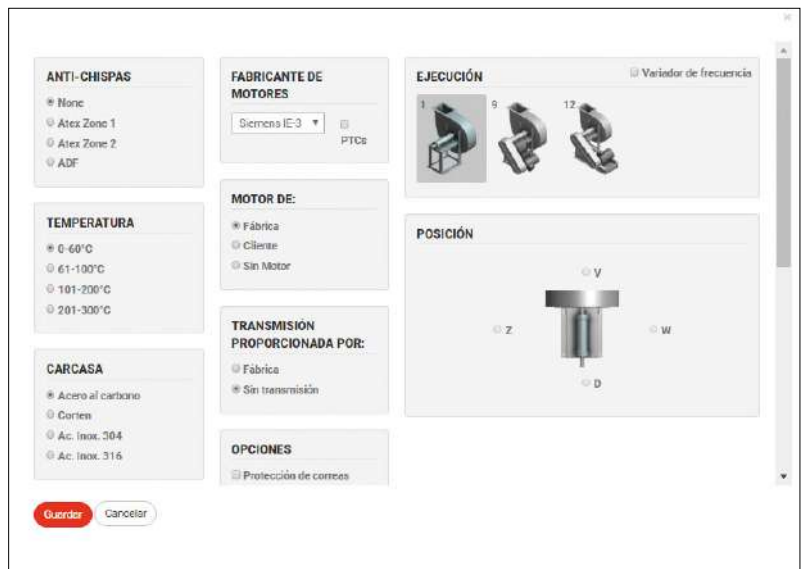 ANTI-CHISPAS
None
Atex Zone 1
Atex Zone 2
ADF
TEMPERATURA
0-60°C
61-100°C
101-200°C
201-300°C
CARCASA
Acero al carbono
Corten
Ac. Inox. 304
Ac. Inox. 316
FABRICANTE DE
MOTORES
Siemens IE-3
PTCs
MOTOR DE:
Fábrica
Cliente
Sin Motor
TRANSMISIÓN
PROPORCIONADA POR:
Fábrica
Sin transmisión
OPCIONES
Protección de correas
EJECUCIÓN
Variador de frecuencia
1 9 12
POSICIÓN
V
Z W
D
Guardar Cancelar